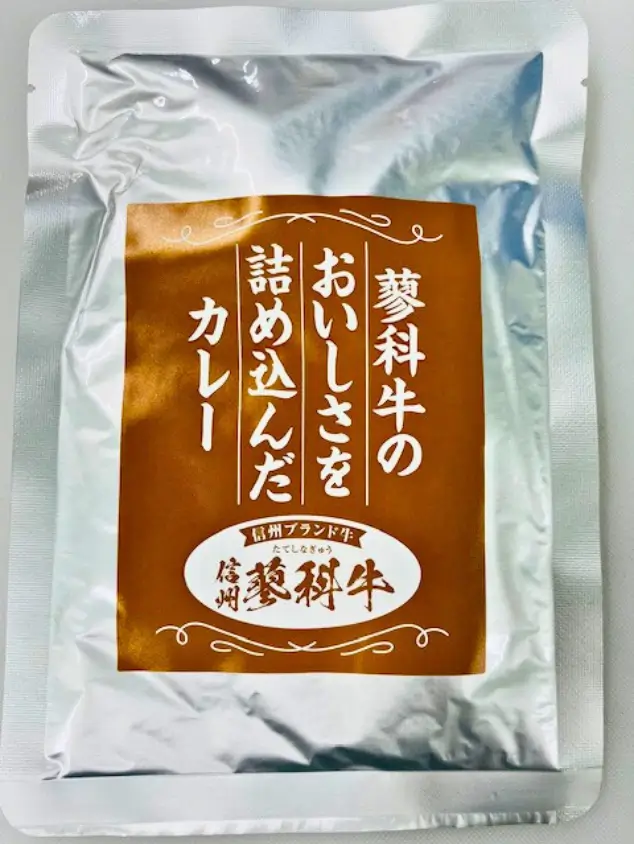 蓼科牛の
おいしさを
詰め込んだ
カレー
信州ブランド牛
たてしなぎゅう
信州
蓼科牛